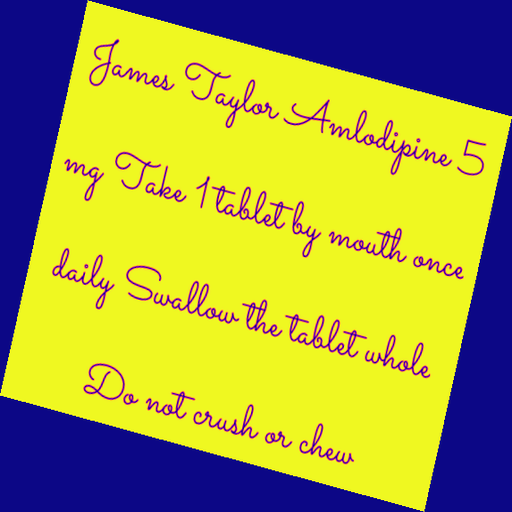 James Taylor Amlodipine 5
mg Take 1 tablet by mouth once
daily Swallow the tablet whole
Do not crush or chew